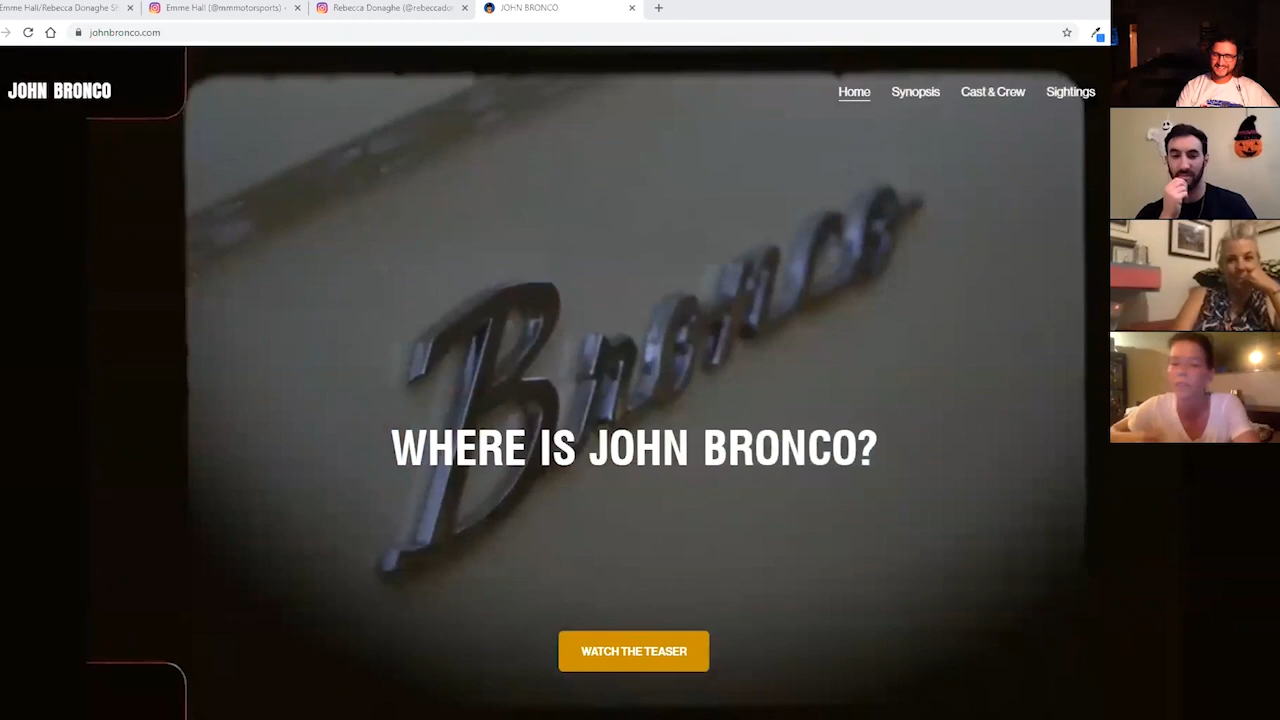 Emme Hall/Rebecca Donaghe S
Emme Hall (@mmmotorsports) •
Rebecca Donaghe (@rebeccador
JOHN BRONCO
johnbronco.com
JOHN BRONCO
Home
Synopsis
Cast & Crew
Sightings
Bronco
WHERE IS JOHN BRONCO?
WATCH THE TEASER